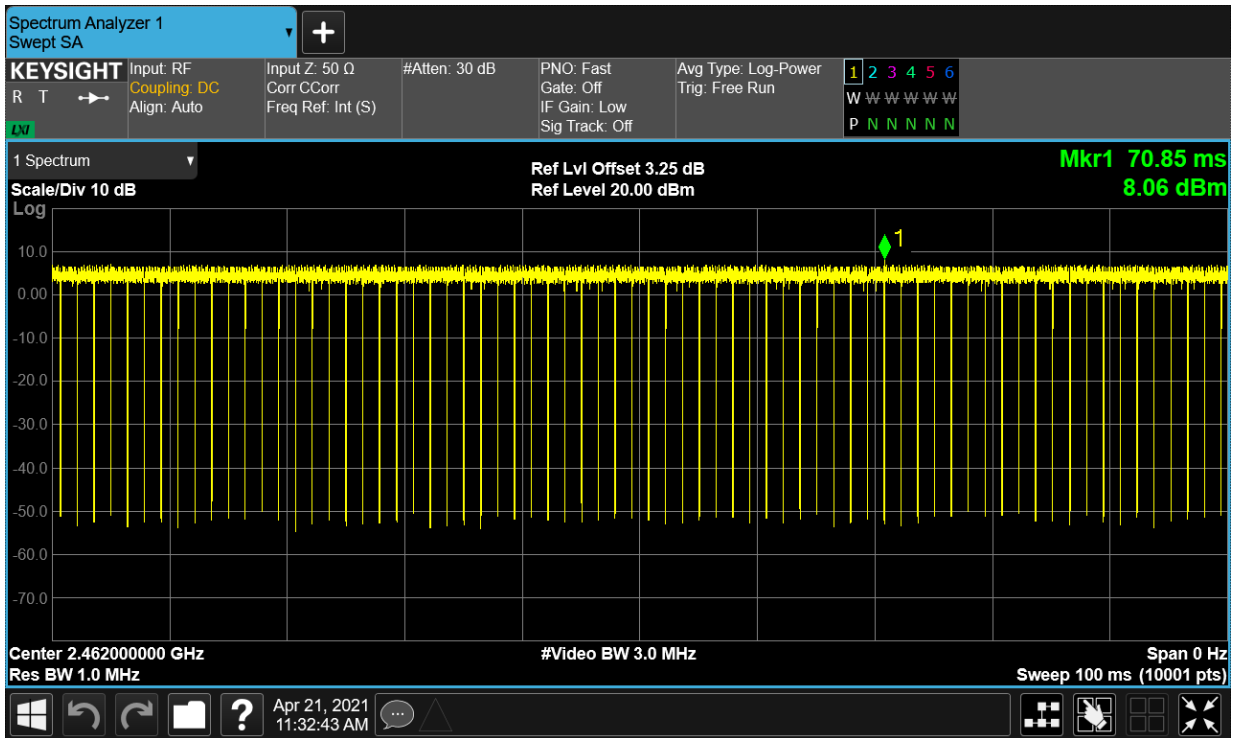 Spectrum Analyzer 1
Swept SA
KEYSIGHT
R T
LXI
Input: RF
Coupling: DC
Align: Auto
Input Z: 50 Ω
Corr CCorr
Freq Ref: Int (S)
#Atten: 30 dB
PNO: Fast
Gate: Off
IF Gain: Low
Sig Track: Off
Avg Type: Log-Power
Trig: Free Run
1 2 3 4 5 6
W W W W W W
P N N N N N
1 Spectrum
Scale/Div 10 dB
Log
Ref Lvl Offset 3.25 dB
Ref Level 20.00 dBm
Mkr1 70.85 ms
8.06 dBm
1
10.0
0.00
-10.0
-20.0
-30.0
-40.0
-50.0
-60.0
-70.0
Center 2.462000000 GHz
Res BW 1.0 MHz
#Video BW 3.0 MHz
Span 0 Hz
Sweep 100 ms (10001 pts)
?
Apr 21, 2021
11:32:43 AM